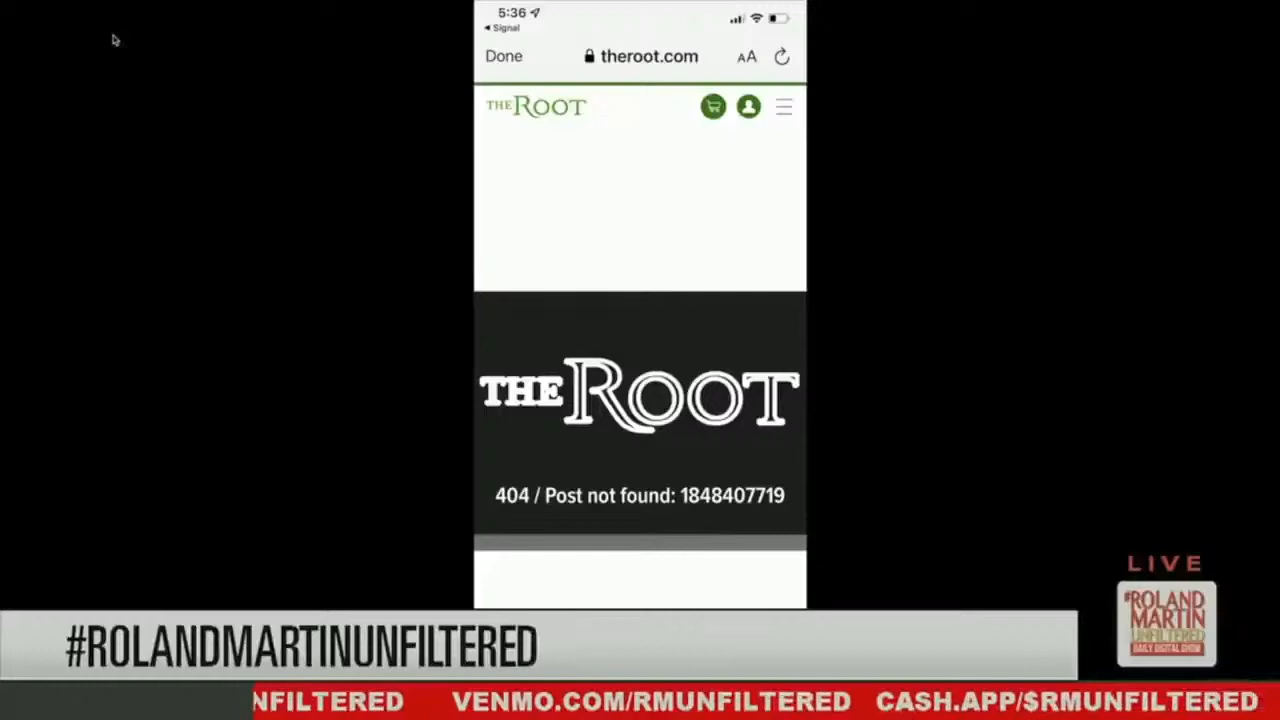 5:36
Signal
Done
theroot.com
AA
THE ROOT
THE ROOT
404 / Post not found: 1848407719
LIVE
#ROLAND
MARTIN
UNFILTERED
DAILY DIGITAL SHOW
#ROLANDMARTINUNFILTERED
NFILTERED VENMO.COM/RMUNFILTERED CASH.APP/$RMUNFILTERED